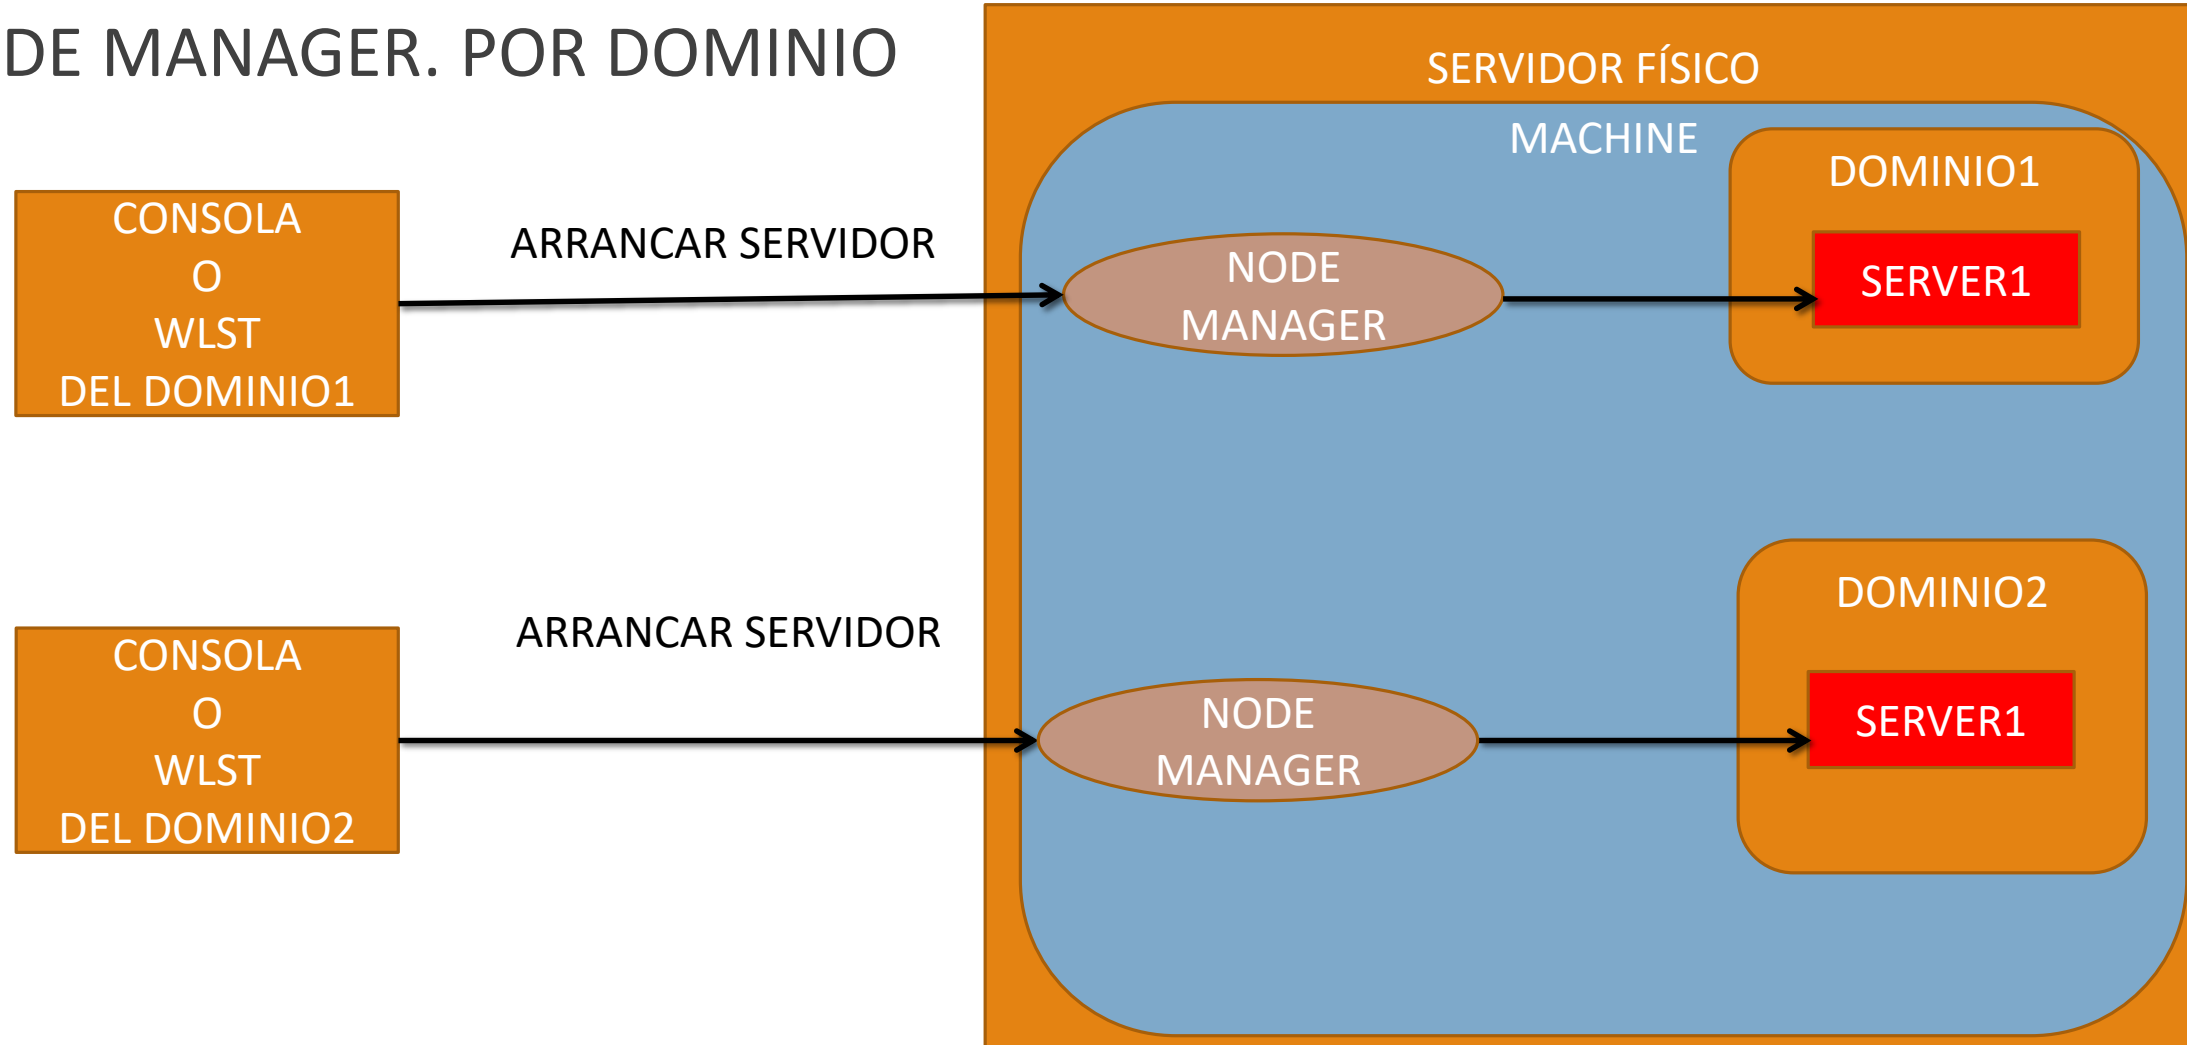 DE MANAGER. POR DOMINIO
SERVIDOR FÍSICO
MACHINE
DOMINIO1
CONSOLA
O
WLST
DEL DOMINIO1
ARRANCAR SERVIDOR
NODE
MANAGER
SERVER1
DOMINIO2
CONSOLA
O
WLST
DEL DOMINIO2
ARRANCAR SERVIDOR
NODE
MANAGER
SERVER1